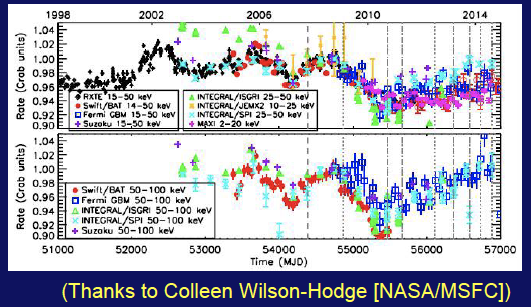 1998 2002 2006 2010 2014
Rate (Crab units)
1.04
1.02
1.00
0.98
0.96
0.94
0.92
0.90
RXTE 15-50 keV
Swift/BAT 14-50 keV
Fermi GBM 15-50 keV
Suzaku 15-50 keV
INTEGRAL/ISGRI 25-50 keV
INTEGRAL/JEMX2 10-25 keV
INTEGRAL/SPI 25-50 keV
MAXI 2-20 keV
Rate (Crab units)
1.04
1.02
1.00
0.98
0.96
0.94
0.92
0.90
Swift/BAT 50-100 keV
Fermi GBM 50-100 keV
INTEGRAL/ISGRI 50-100 keV
INTEGRAL/SPI 50-100 keV
Suzaku 50-100 keV
51000 52000 53000 54000 55000 56000 57000
Time (MJD)
(Thanks to Colleen Wilson-Hodge [NASA/MSFC])